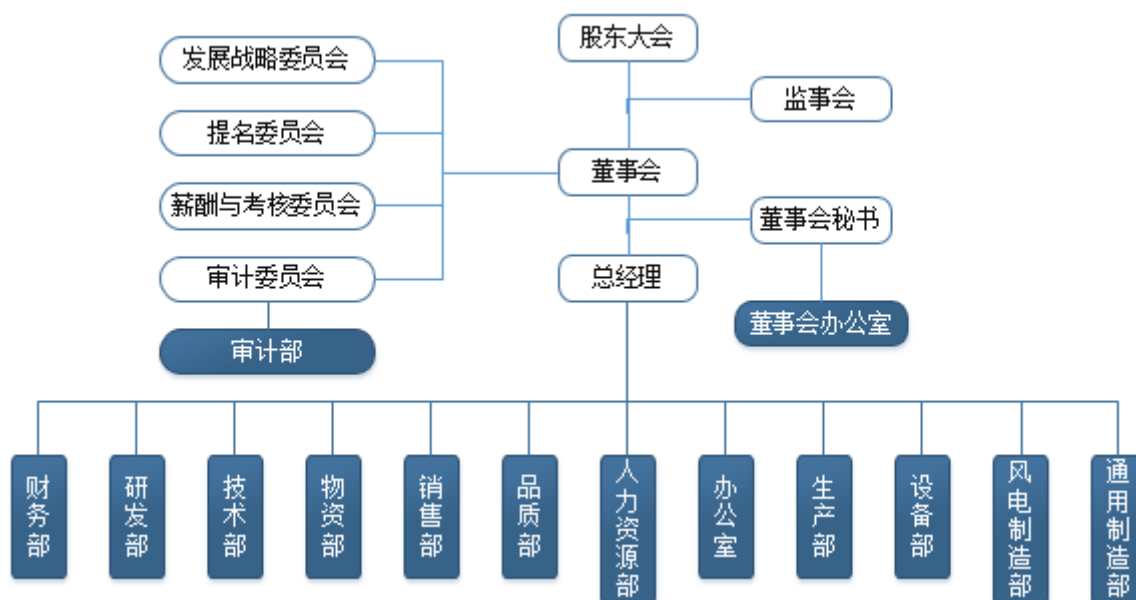 股东大会
发展战略委员会
监事会
提名委员会
董事会
薪酬与考核委员会
董事会秘书
审计委员会
总经理
董事会办公室
审计部
财务部
研发部
技术部
物资部
销售部
品质部
人力资源部
办公室
生产部
设备部
风电制造部
通用制造部